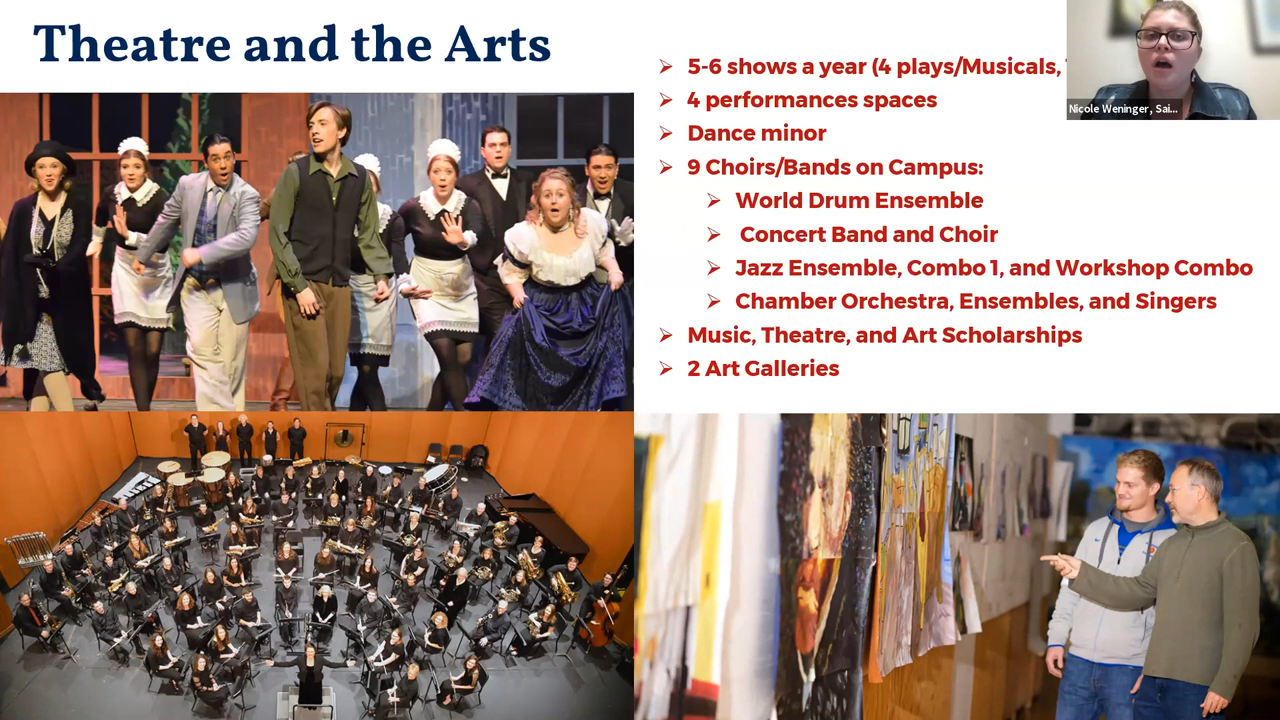 Theatre and the Arts
5-6 shows a year (4 plays/Musicals,
4 performances spaces
Dance minor
9 Choirs/Bands on Campus:
World Drum Ensemble
Concert Band and Choir
Jazz Ensemble, Combo 1, and Workshop Combo
Chamber Orchestra, Ensembles, and Singers
Music, Theatre, and Art Scholarships
2 Art Galleries
Nicole Weninger, Sai...